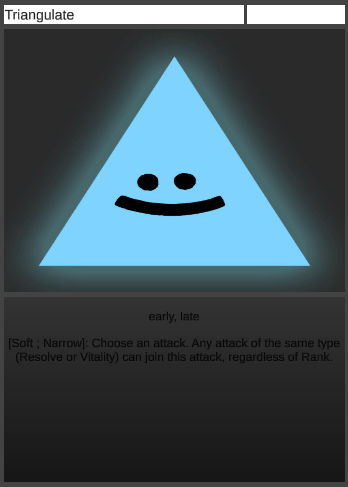 Triangulate
early, late
[Soft ; Narrow]: Choose an attack. Any attack of the same type
(Resolve or Vitality) can join this attack, regardless of Rank.